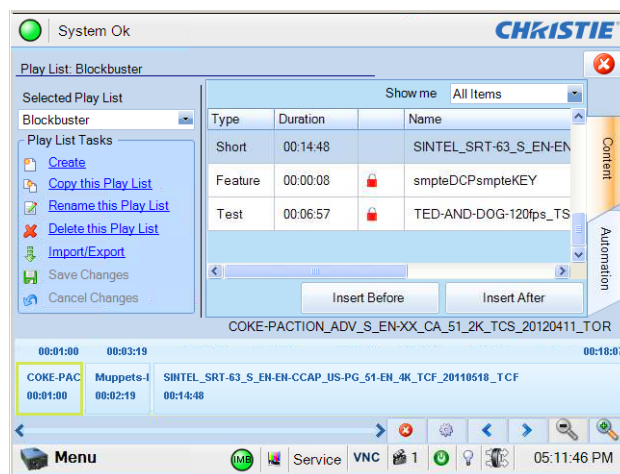 System Ok
CHRISTIE
Play List: Blockbuster
Selected Play List
Blockbuster
Play List Tasks
Create
Copy this Play List
Rename this Play List
Delete this Play List
Import/Export
Save Changes
Cancel Changes
Show me All Items
Type Duration Name
Short 00:14:48 SINTEL_SRT-63_S_EN-EN
Feature 00:00:08 smpteDCPsmpteKEY
Test 00:06:57 TED-AND-DOG-120fps_TS
Insert Before Insert After
Content
Automation
COKE-PACTION_ADV_S_EN-XX_CA_51_2K_TCS_20120411_TOR
00:01:00 00:03:19 00:18:07
COKE-PAC Muppets-I SINTEL_SRT-63_S_EN-EN-CCAP_US-PG_51-EN_4K_TCF_20110518_TCF
00:01:00 00:02:19 00:14:48
Menu IMB Service VNC 1 05:11:46 PM